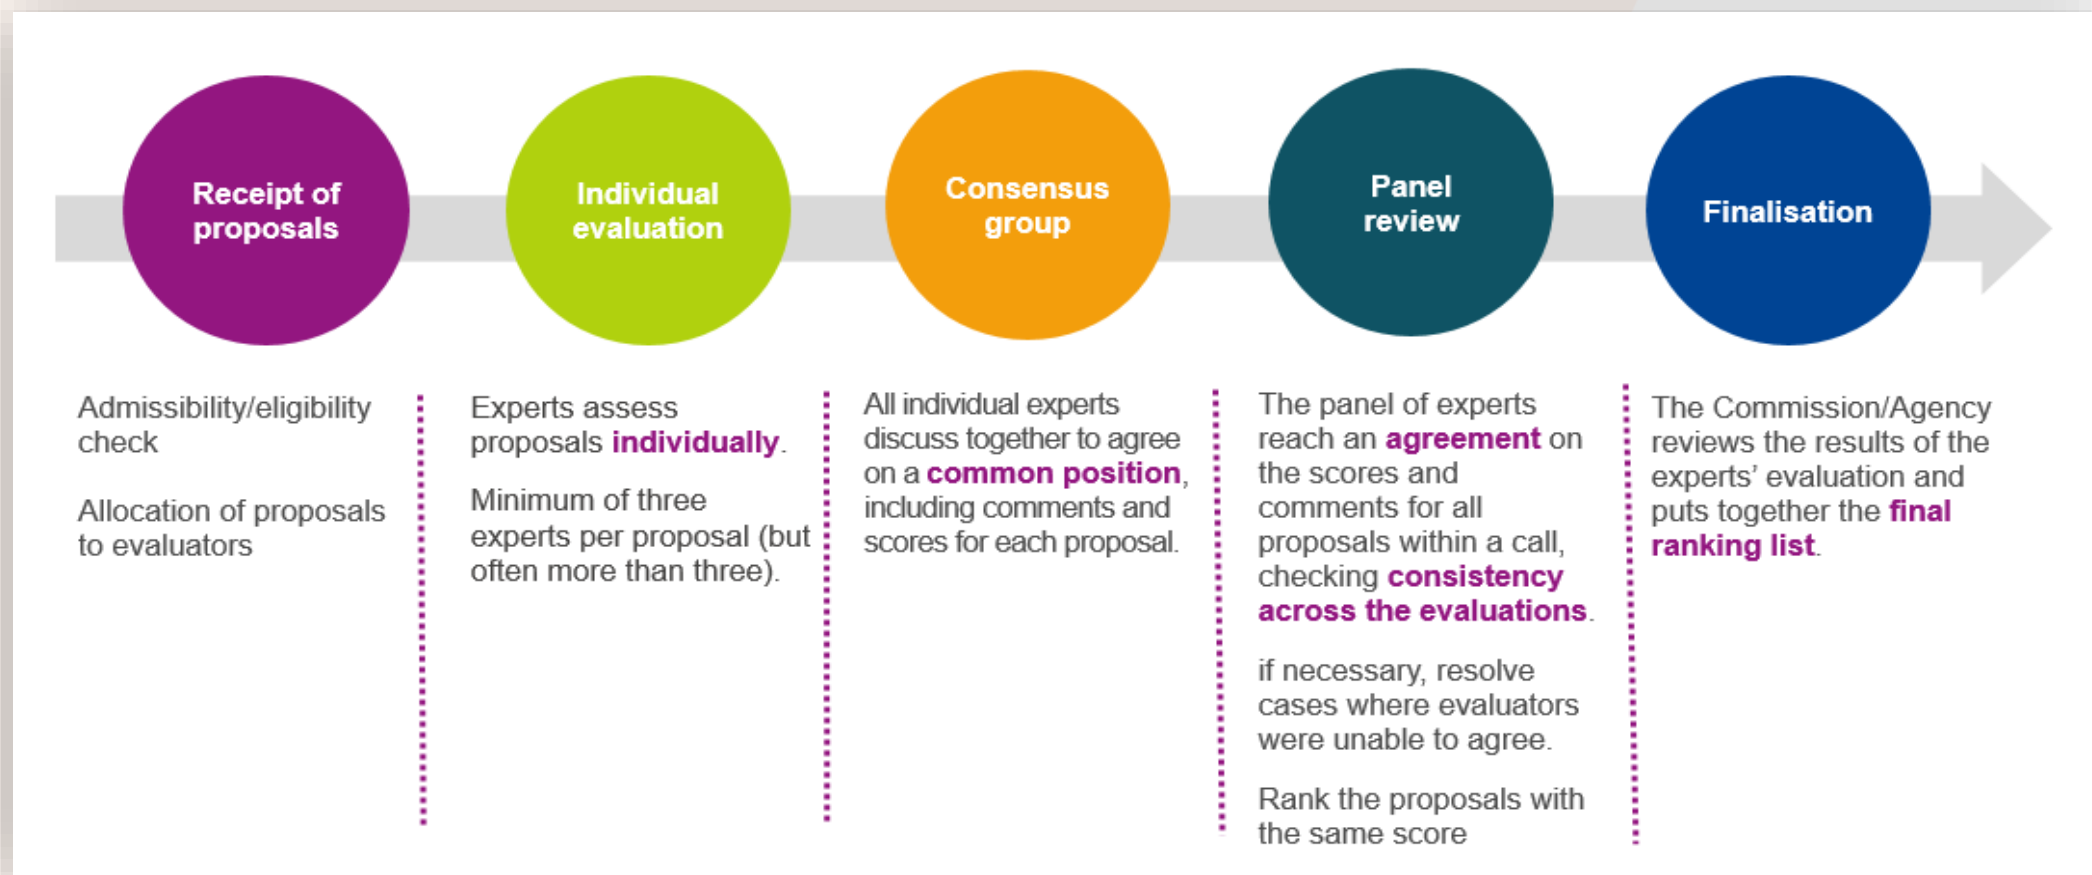 Receipt of
proposals
Individual
evaluation
Consensus
group
Panel
review
Finalisation
Admissibility/eligibility
check
Allocation of proposals
to evaluators
Experts assess
proposals individually.
Minimum of three
experts per proposal (but
often more than three).
All individual experts
discuss together to agree
on a common position,
including comments and
scores for each proposal.
The panel of experts
reach an agreement on
the scores and
comments for all
proposals within a call,
checking consistency
across the evaluations.
if necessary, resolve
cases where evaluators
were unable to agree.
Rank the proposals with
the same score
The Commission/Agency
reviews the results of the
experts’ evaluation and
puts together the final
ranking list.